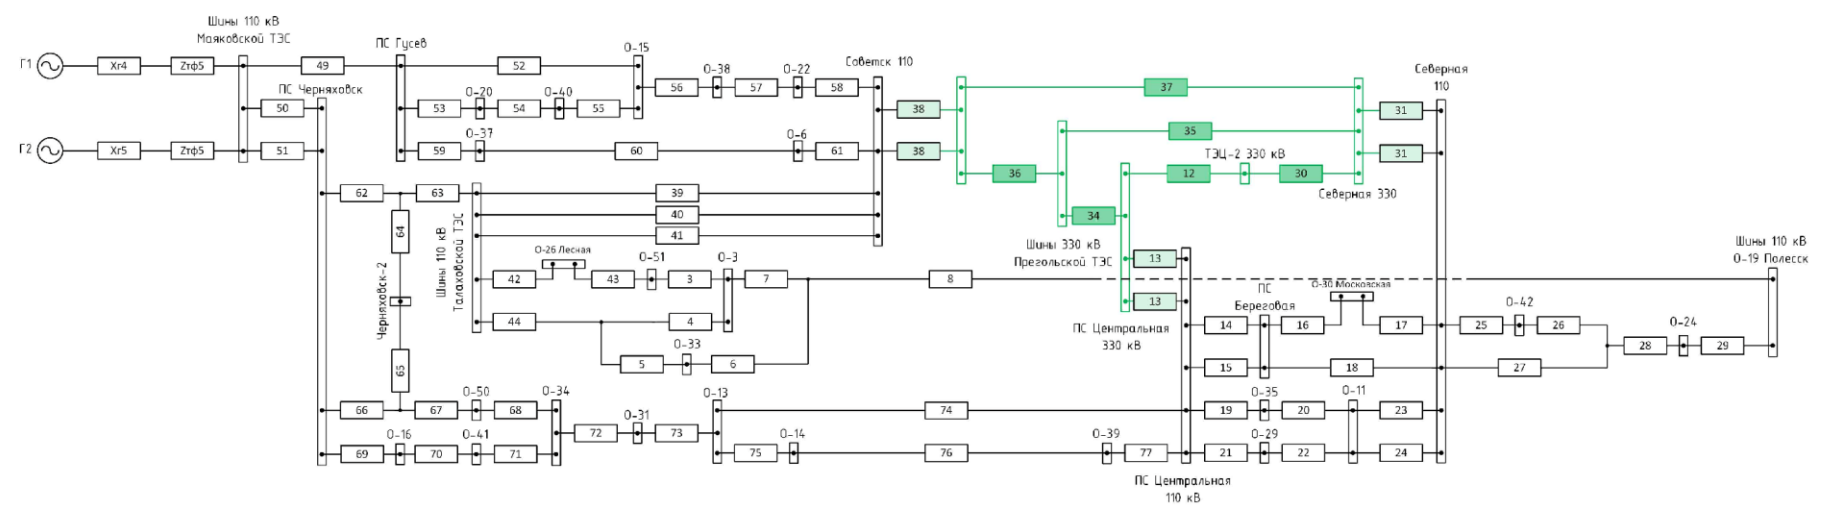 Шины 110 кВ
Маяковской ТЭС
Г1
Xг4
Zтф5
49
ПС Гусев
52
О-15
56
О-38
57
О-22
58
Советск 110
ПС Черняховск
50
53
О-20
54
О-40
55
38
37
Северная
110
31
Г2
Xг5
Zтф5
51
О-37
59
60
О-6
61
38
35
31
ТЭЦ-2 330 кВ
36
12
30
Северная 330
62
63
39
34
40
41
64
Черняховск-2
65
Шины 110 кВ
Талаховской ТЭС
О-26 Лесная
42
43
О-51
3
О-3
7
8
Шины 330 кВ
Прегольской ТЭС
13
13
Шины 110 кВ
О-19 Полесск
44
4
О-33
5
6
ПС Центральная
330 кВ
ПС
Береговая
О-30 Московская
14
16
17
25
О-42
26
О-24
28
29
15
18
27
66
67
О-50
68
О-34
О-13
74
19
О-35
20
О-11
23
72
О-31
73
69
О-16
70
О-41
71
75
О-14
76
О-39
77
21
О-29
22
24
ПС Центральная
110 кВ